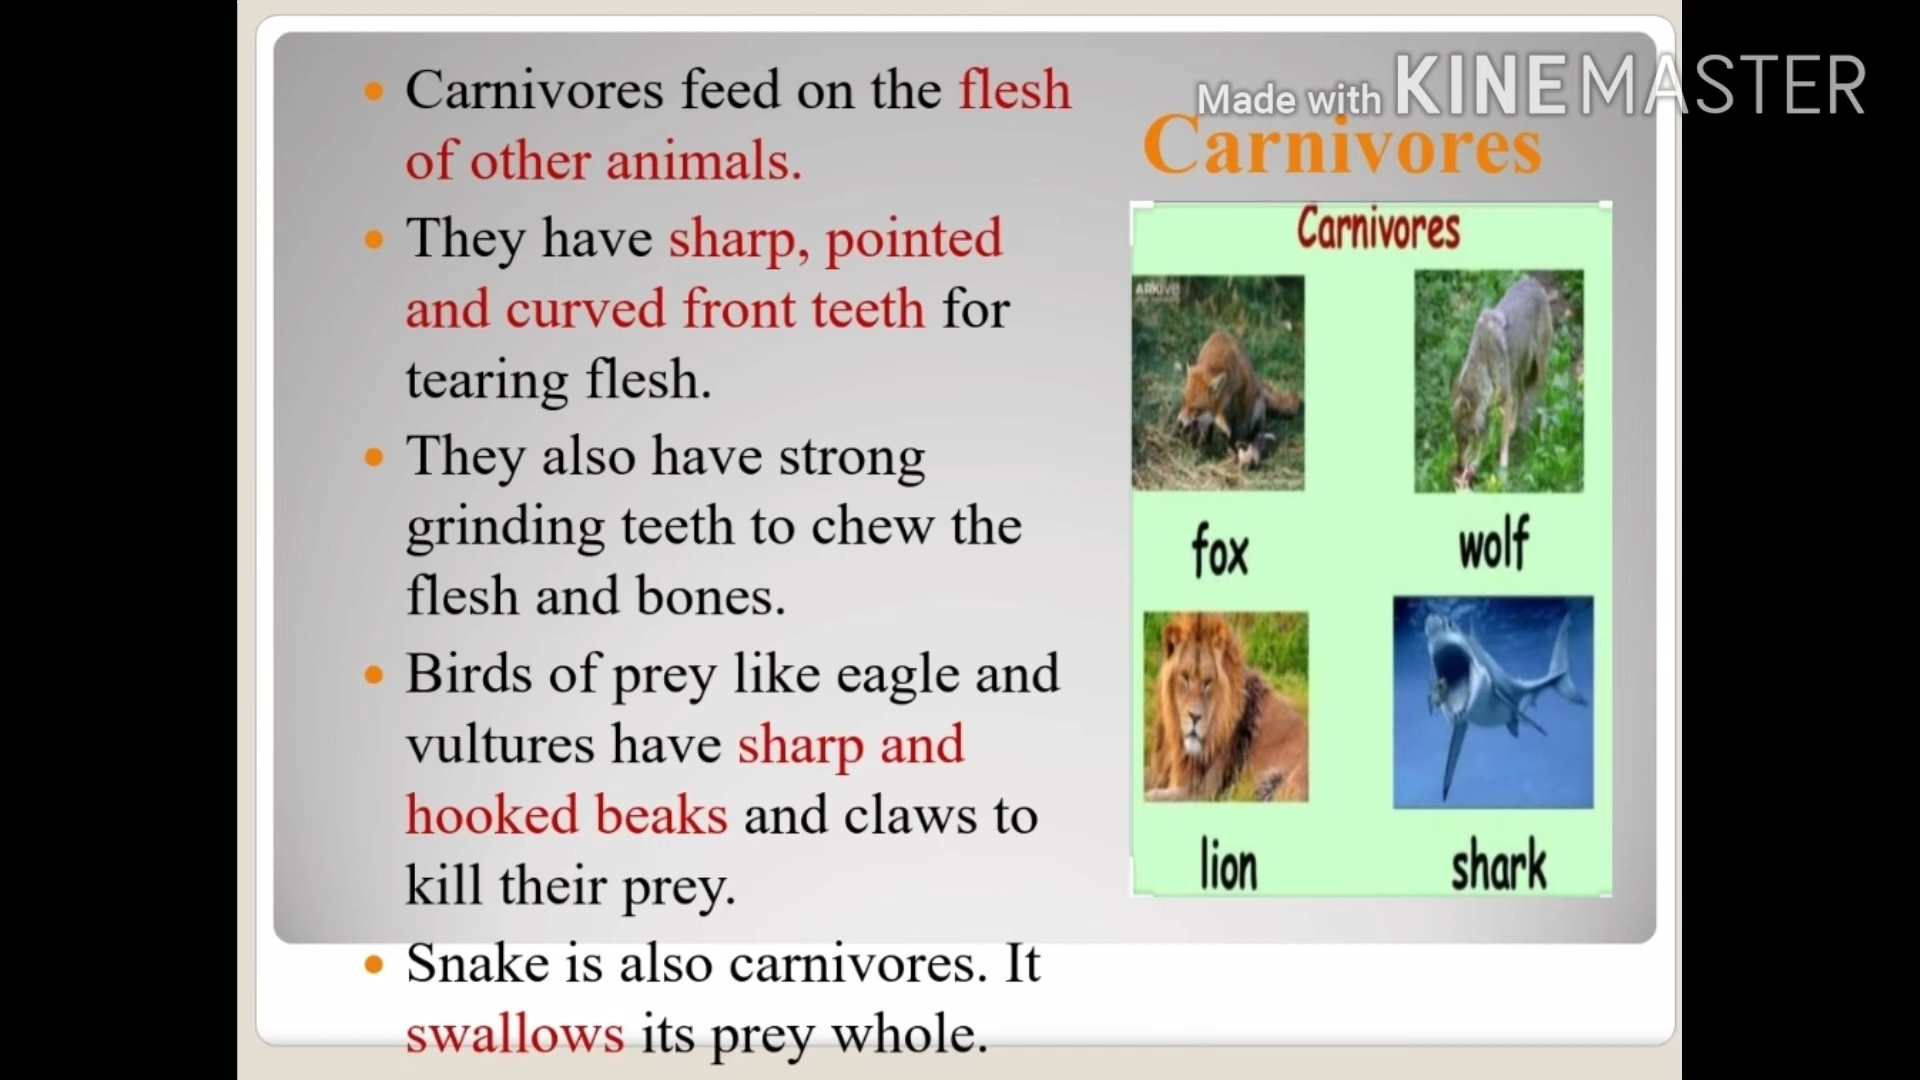 Carnivores feed on the flesh
of other animals.
They have sharp, pointed
and curved front teeth for
tearing flesh.
They also have strong
grinding teeth to chew the
flesh and bones.
Birds of prey like eagle and
vultures have sharp and
hooked beaks and claws to
kill their prey.
Snake is also carnivores. It
swallows its prey whole.
Made with KINEMASTER
Carnivores
Carnivores
ARKive
fox
wolf
lion
shark